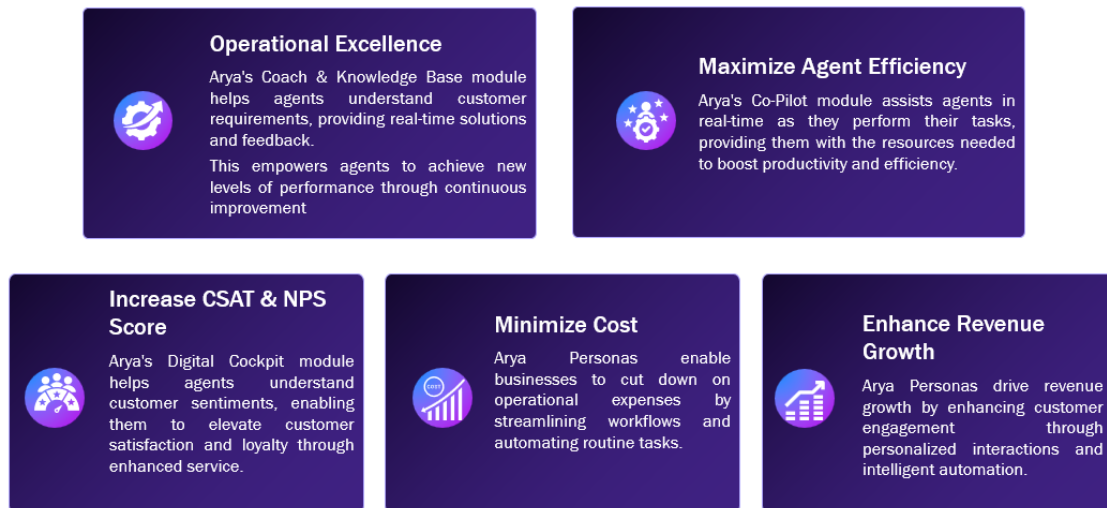 Operational Excellence
Arya's Coach & Knowledge Base module
helps agents understand customer
requirements, providing real-time solutions
and feedback.
This empowers agents to achieve new
levels of performance through continuous
improvement
Maximize Agent Efficiency
Arya's Co-Pilot module assists agents in
real-time as they perform their tasks,
providing them with the resources needed
to boost productivity and efficiency.
Increase CSAT & NPS
Score
Arya's Digital Cockpit module
helps agents understand
customer sentiments, enabling
them to elevate customer
satisfaction and loyalty through
enhanced service.
Minimize Cost
COST
Arya Personas enable
businesses to cut down on
operational expenses by
streamlining workflows and
automating routine tasks.
Enhance Revenue
Growth
Arya Personas drive revenue
growth by enhancing customer
engagement through
personalized interactions and
intelligent automation.